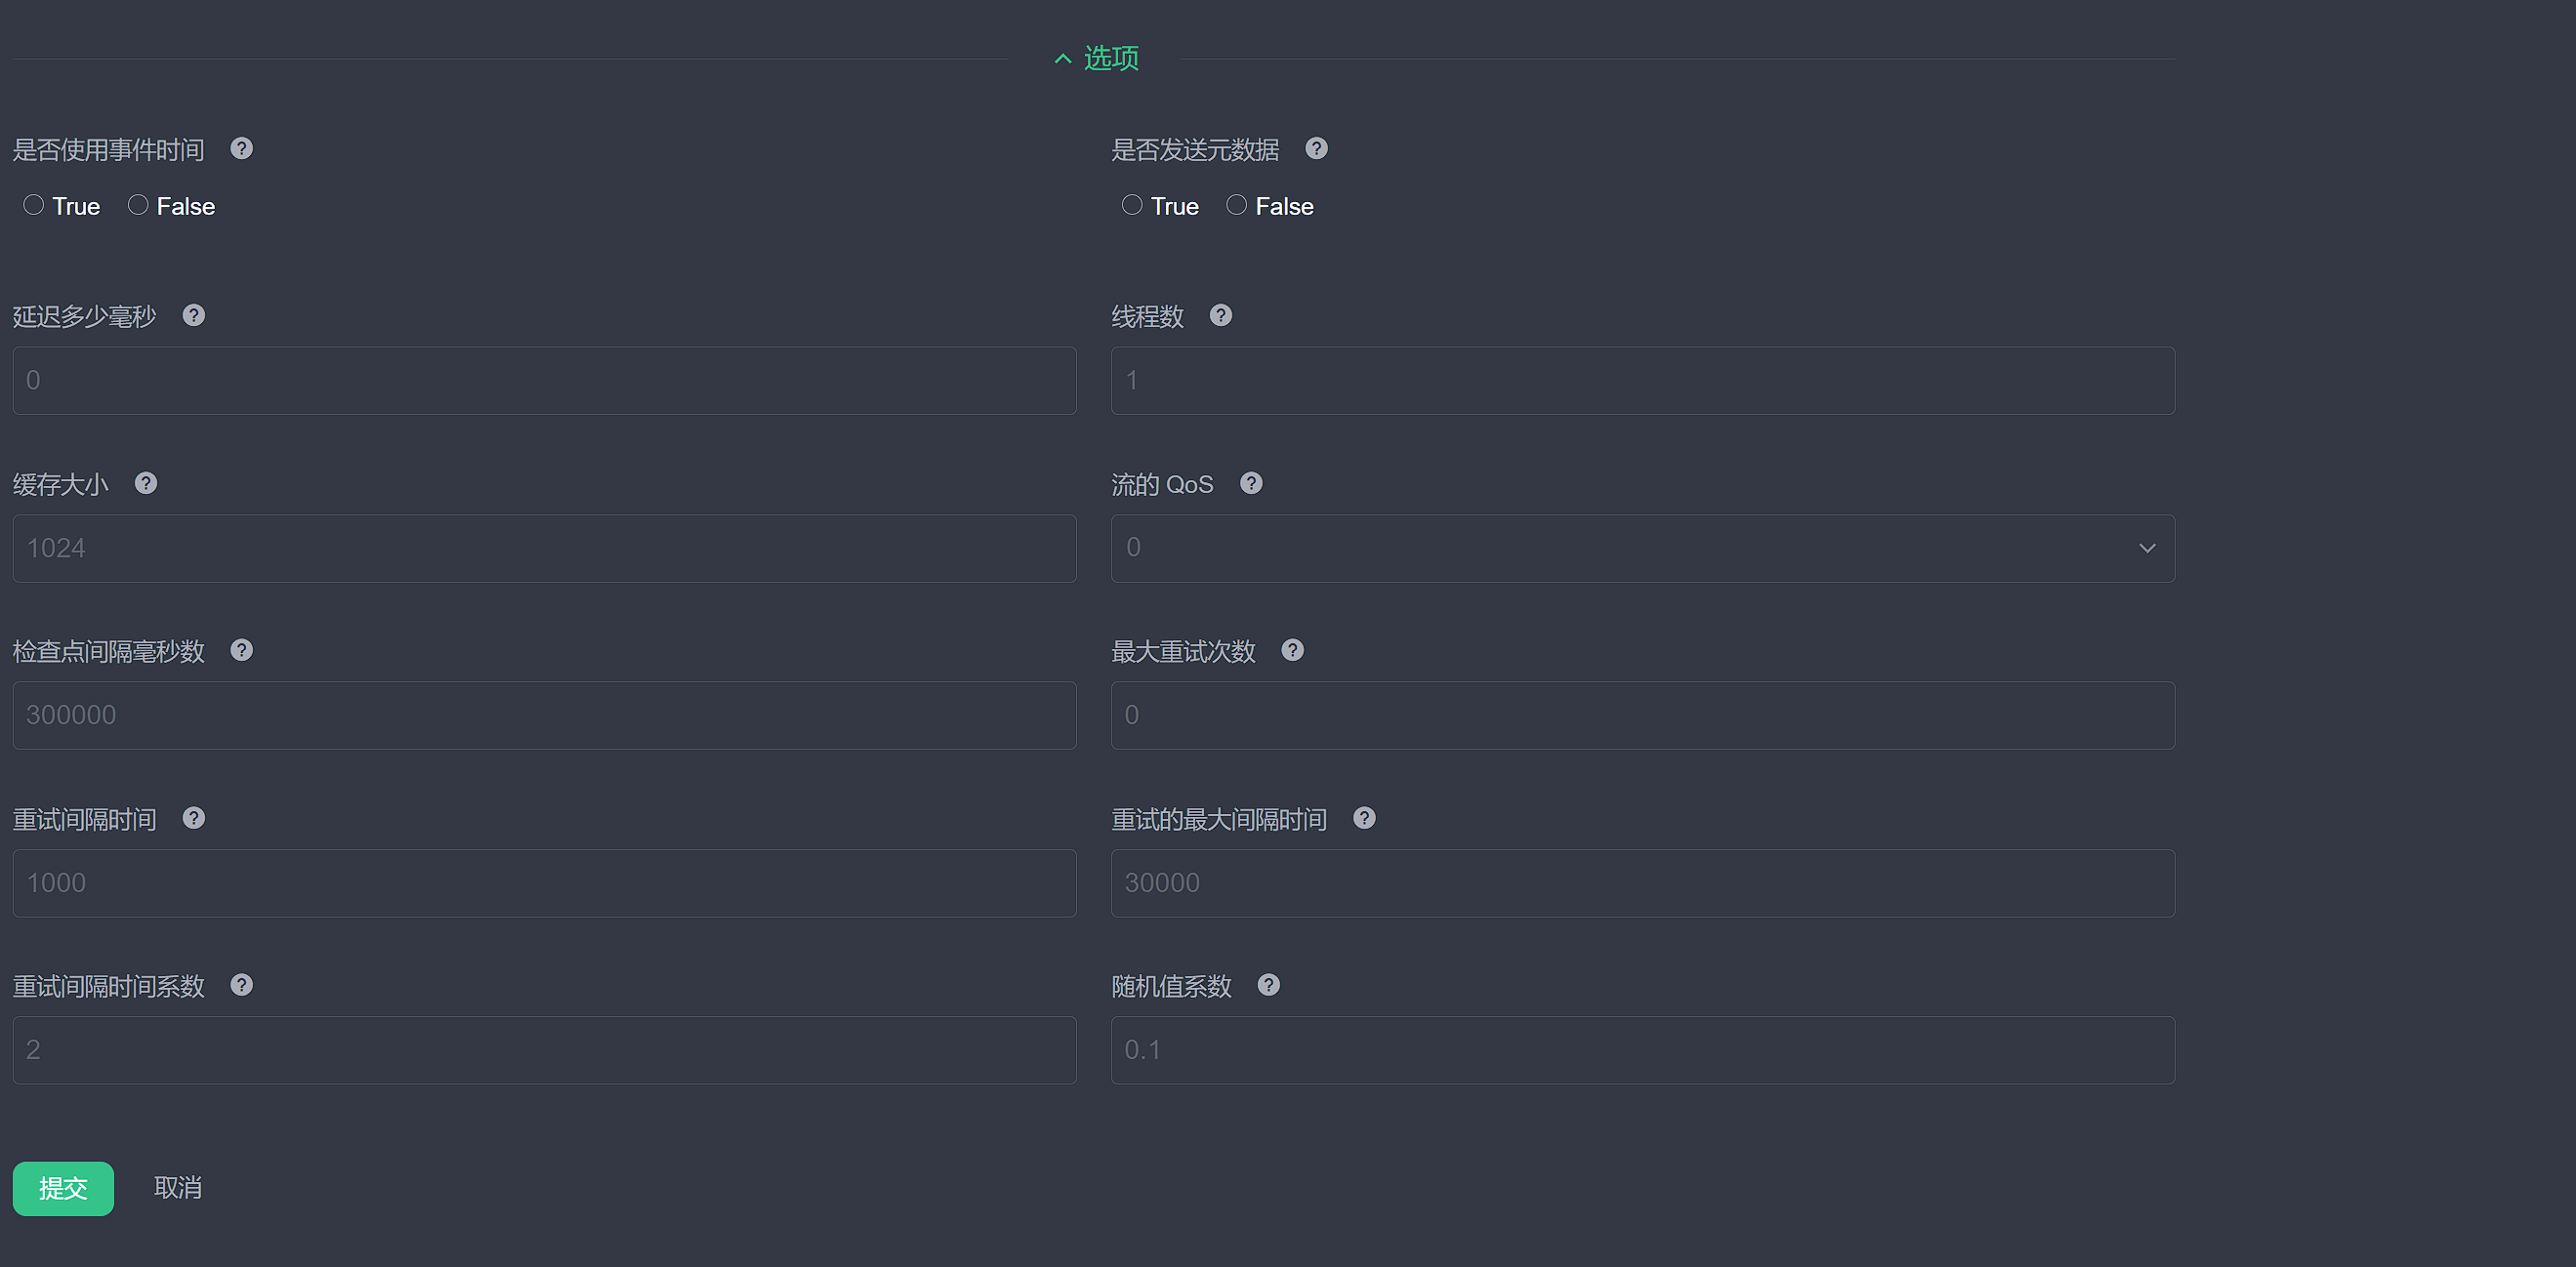 选项
是否使用事件时间 是否发送元数据
True False True False
延迟多少毫秒 线程数
0 1
缓存大小 流的 QoS
1024 0
检查点间隔毫秒数 最大重试次数
300000 0
重试间隔时间 重试的最大间隔时间
1000 30000
重试间隔时间系数 随机值系数
2 0.1
提交 取消